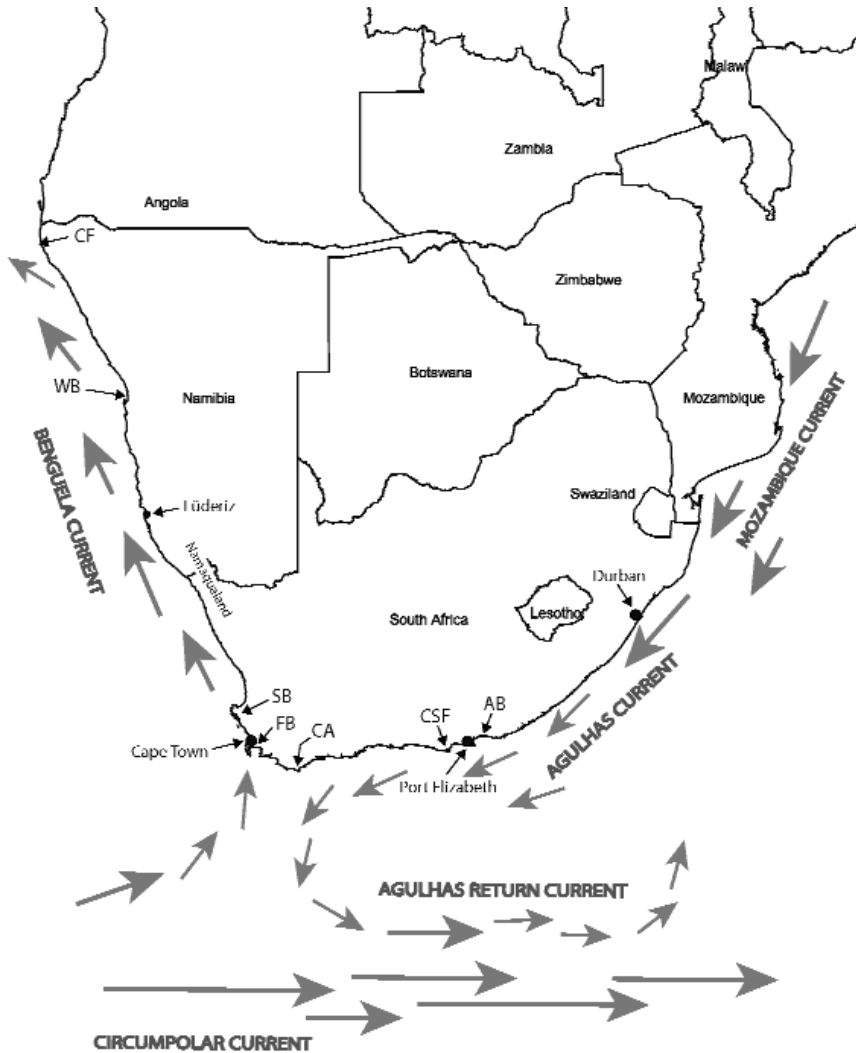 Malawi
Zambia
Angola
CF
Zimbabwe
WB
Namibia
Botswana
Mozambique
MOZAMBIQUE CURRENT
BENGUELA CURRENT
Lüderiz
Swaziland
Namaqualand
Durban
South Africa
Lesotho
SB
FB
CA
CSF
AB
Cape Town
Port Elizabeth
AGULHAS CURRENT
AGULHAS RETURN CURRENT
CIRCUMPOLAR CURRENT